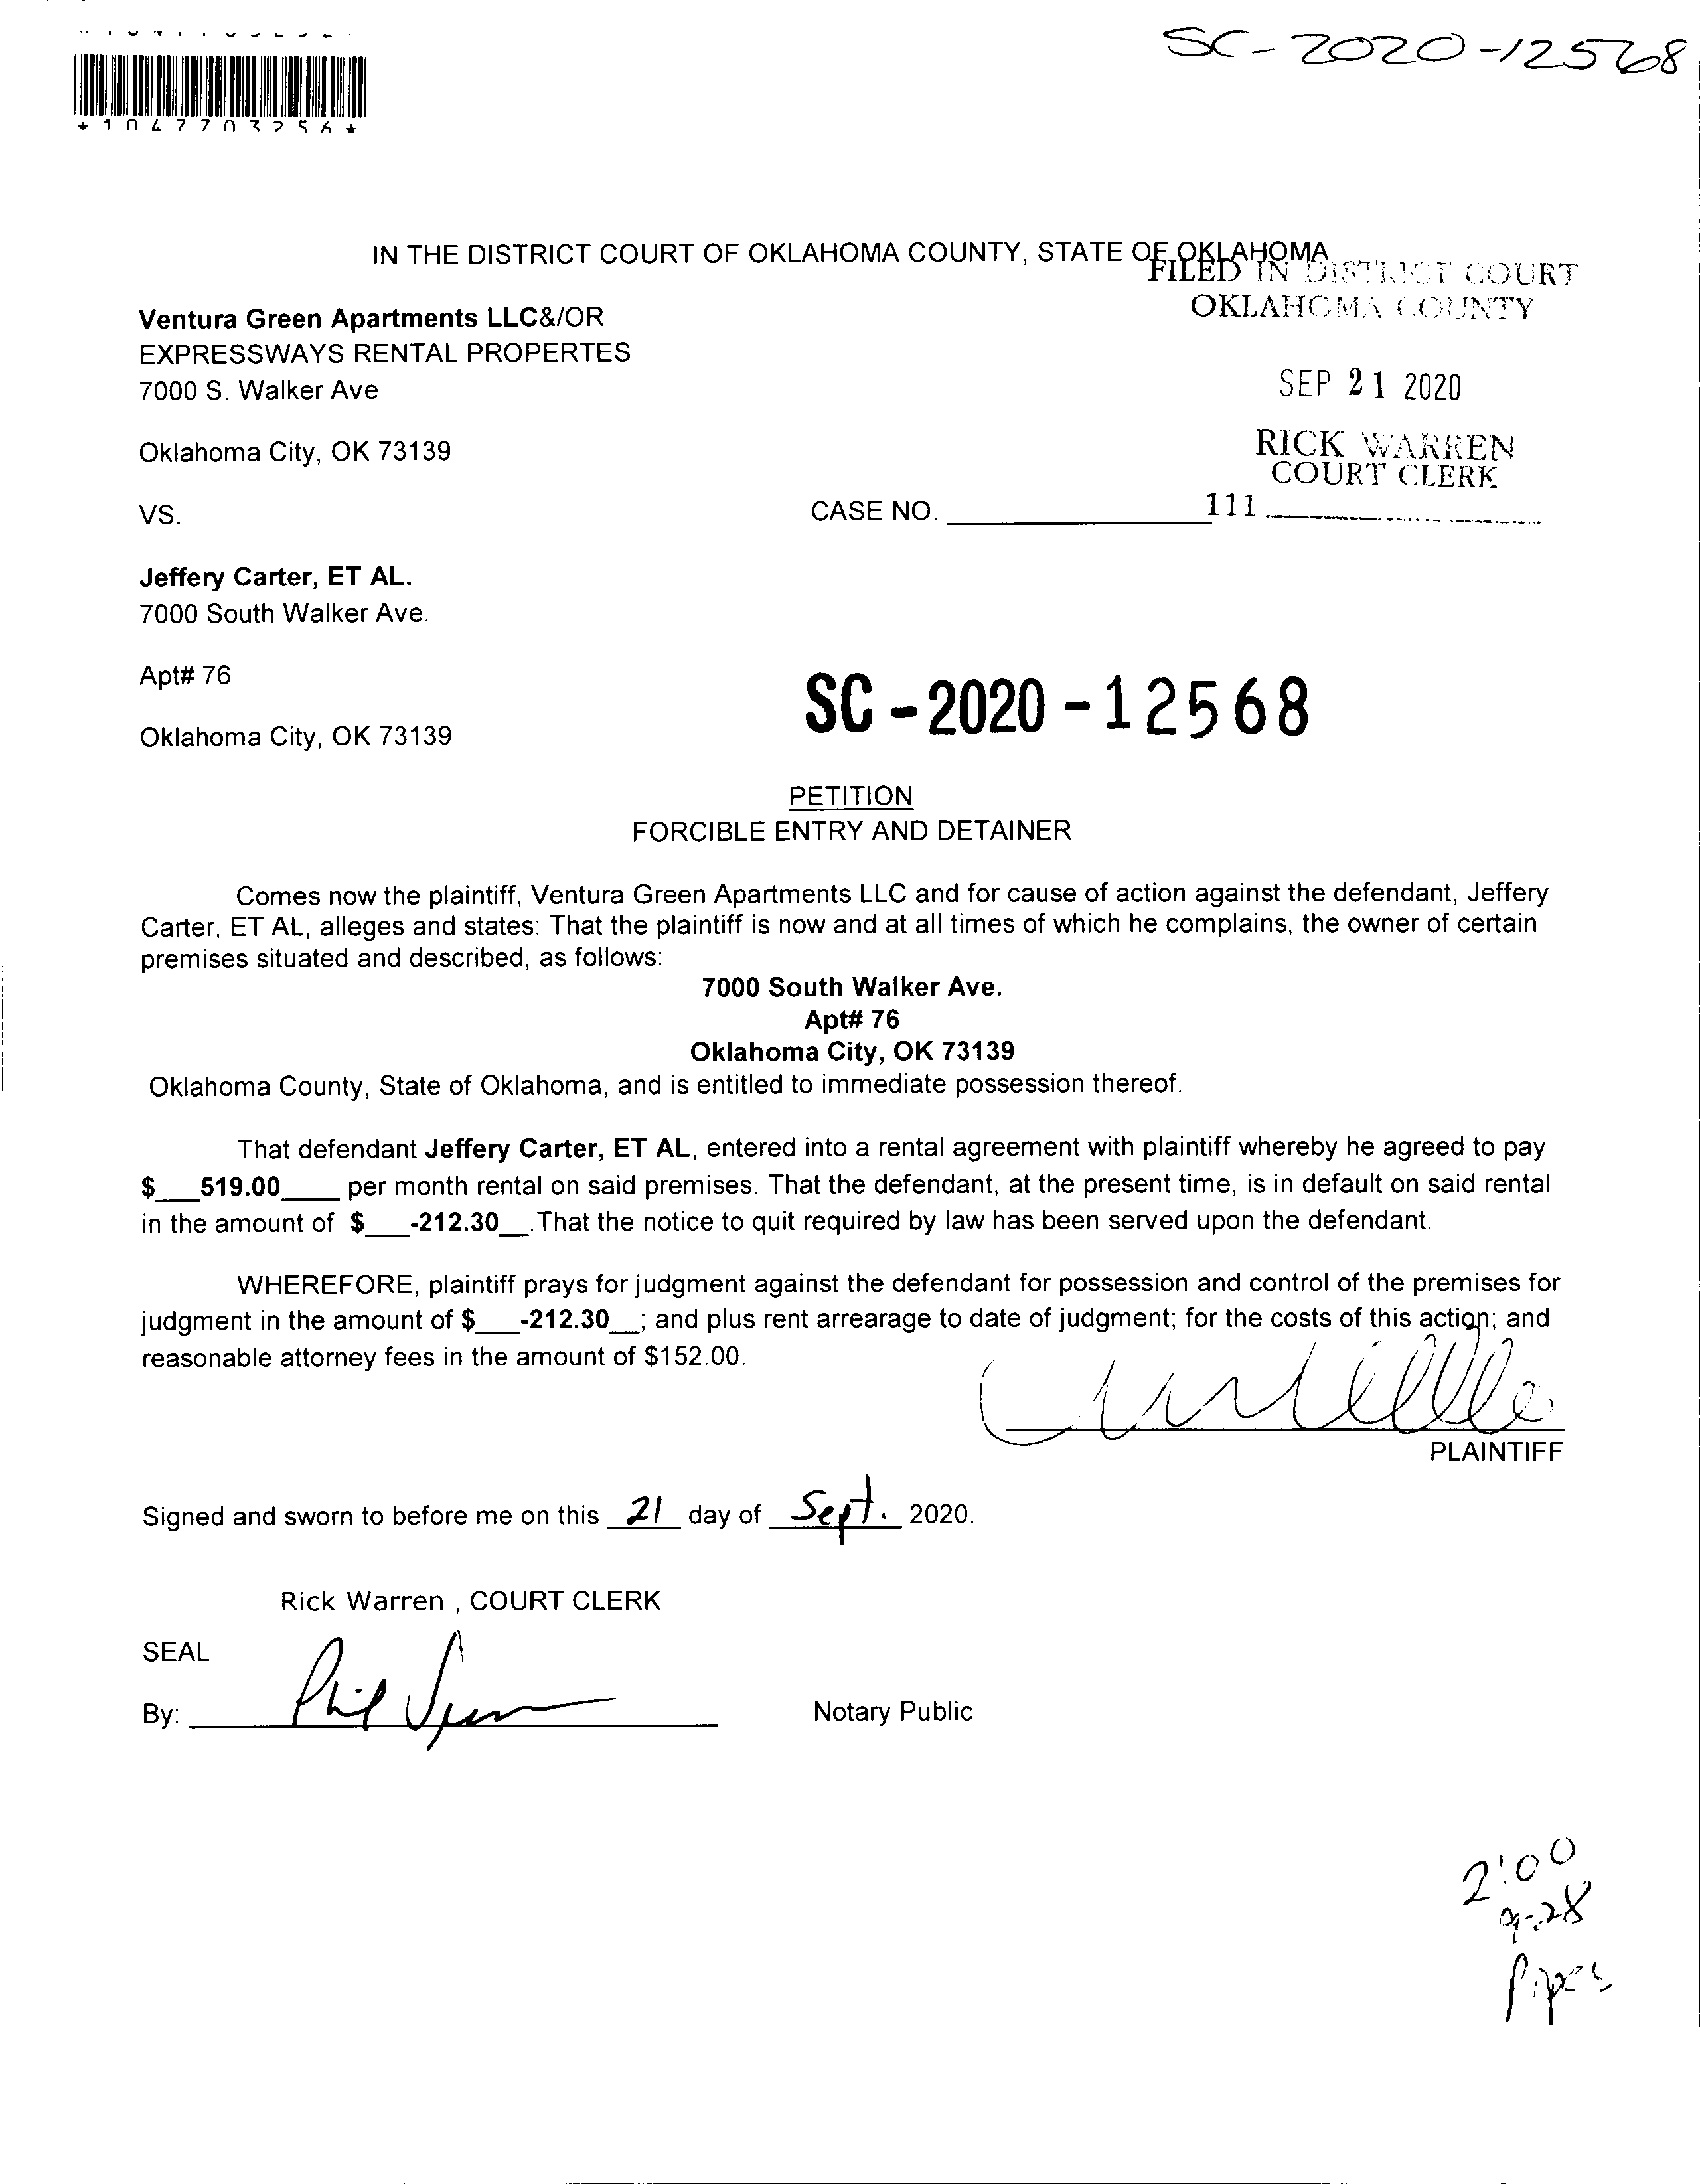 SC-2020-12568
*1047703256*
IN THE DISTRICT COURT OF OKLAHOMA COUNTY, STATE OF OKLAHOMA
FILED IN DISTRICT COURT
OKLAHOMA COUNTY
Ventura Green Apartments LLC&/OR
EXPRESSWAYS RENTAL PROPERTES
7000 S. Walker Ave
SEP 21 2020
Oklahoma City, OK 73139
RICK WARREN
COURT CLERK
VS.
CASE NO. ____________ 111 ____________
Jeffery Carter, ET AL.
7000 South Walker Ave.
Apt# 76
SC-2020-12568
Oklahoma City, OK 73139
PETITION
FORCIBLE ENTRY AND DETAINER
Comes now the plaintiff, Ventura Green Apartments LLC and for cause of action against the defendant, Jeffery
Carter, ET AL, alleges and states: That the plaintiff is now and at all times of which he complains, the owner of certain
premises situated and described, as follows:
7000 South Walker Ave.
Apt# 76
Oklahoma City, OK 73139
Oklahoma County, State of Oklahoma, and is entitled to immediate possession thereof.
That defendant Jeffery Carter, ET AL, entered into a rental agreement with plaintiff whereby he agreed to pay
$___519.00____ per month rental on said premises. That the defendant, at the present time, is in default on said rental
in the amount of $___-212.30__.That the notice to quit required by law has been served upon the defendant.
WHEREFORE, plaintiff prays for judgment against the defendant for possession and control of the premises for
judgment in the amount of $___-212.30__; and plus rent arrearage to date of judgment; for the costs of this action; and
reasonable attorney fees in the amount of $152.00.
PLAINTIFF
Signed and sworn to before me on this 21 day of Sept. 2020.
Rick Warren , COURT CLERK
SEAL
By: ____________ Notary Public
2:00
9-28
Pipes